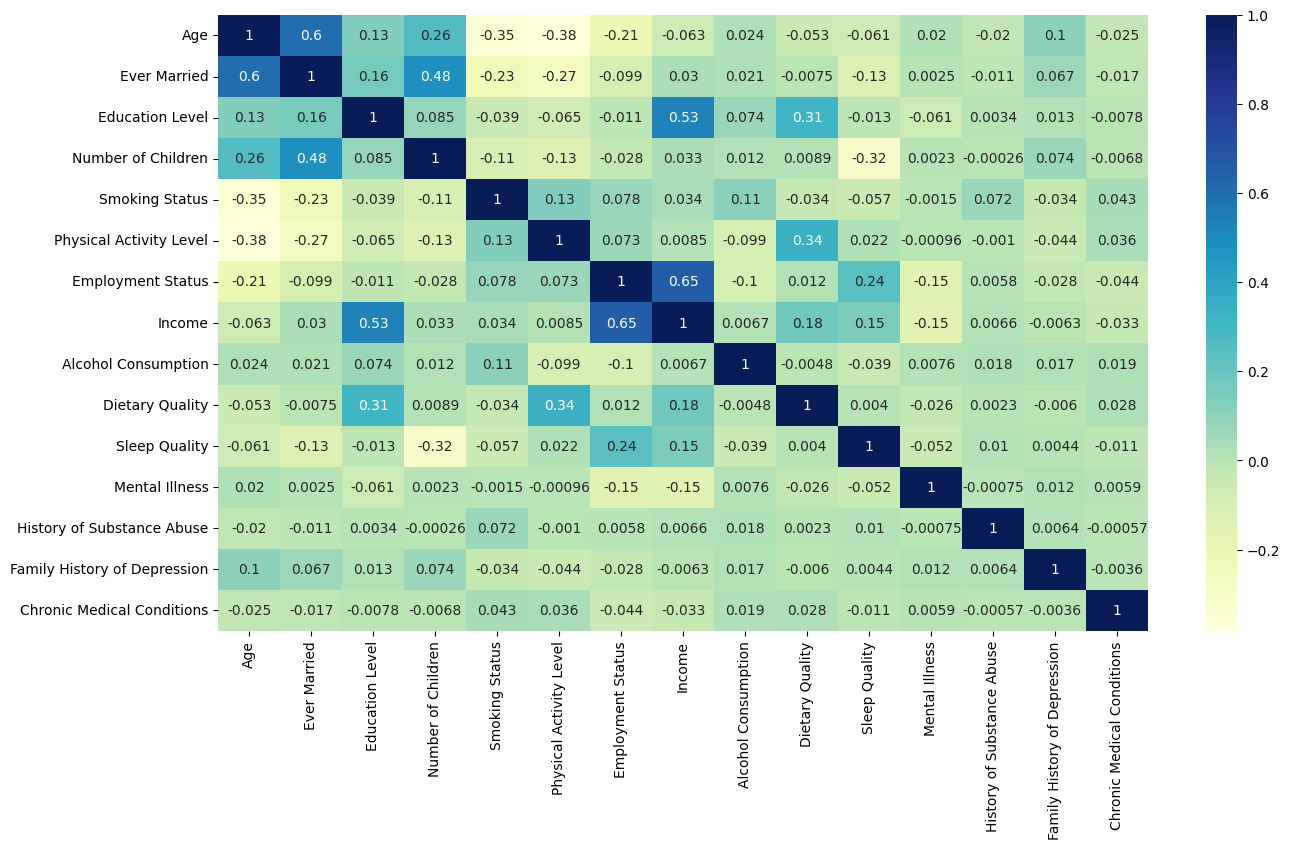 Age 1 0.6 0.13 0.26 -0.35 -0.38 -0.21 -0.063 0.024 -0.053 -0.061 0.02 -0.02 0.1 -0.025
Ever Married 0.6 1 0.16 0.48 -0.23 -0.27 -0.099 0.03 0.021 -0.0075 -0.13 0.0025 -0.011 0.067 -0.017
Education Level 0.13 0.16 1 0.085 -0.039 -0.065 -0.011 0.53 0.074 0.31 -0.013 -0.061 0.0034 0.013 -0.0078
Number of Children 0.26 0.48 0.085 1 -0.11 -0.13 -0.028 0.033 0.012 0.0089 -0.32 0.0023 -0.00026 0.074 -0.0068
Smoking Status -0.35 -0.23 -0.039 -0.11 1 0.13 0.078 0.034 0.11 -0.034 -0.057 -0.0015 0.072 -0.034 0.043
Physical Activity Level -0.38 -0.27 -0.065 -0.13 0.13 1 0.073 0.0085 -0.099 0.34 0.022 -0.00096 -0.001 -0.044 0.036
Employment Status -0.21 -0.099 -0.011 -0.028 0.078 0.073 1 0.65 -0.1 0.012 0.24 -0.15 0.0058 -0.028 -0.044
Income -0.063 0.03 0.53 0.033 0.034 0.0085 0.65 1 0.0067 0.18 0.15 -0.15 0.0066 -0.0063 -0.033
Alcohol Consumption 0.024 0.021 0.074 0.012 0.11 -0.099 -0.1 0.0067 1 -0.0048 -0.039 0.0076 0.018 0.017 0.019
Dietary Quality -0.053 -0.0075 0.31 0.0089 -0.034 0.34 0.012 0.18 -0.0048 1 0.004 -0.026 0.0023 -0.006 0.028
Sleep Quality -0.061 -0.13 -0.013 -0.32 -0.057 0.022 0.24 0.15 -0.039 0.004 1 -0.052 0.01 0.0044 -0.011
Mental Illness 0.02 0.0025 -0.061 0.0023 -0.0015 -0.00096 -0.15 -0.15 0.0076 -0.026 -0.052 1 -0.00075 0.012 0.0059
History of Substance Abuse -0.02 -0.011 0.0034 -0.00026 0.072 -0.001 0.0058 0.0066 0.018 0.0023 0.01 -0.00075 1 0.0064 -0.00057
Family History of Depression 0.1 0.067 0.013 0.074 -0.034 -0.044 -0.028 -0.0063 0.017 -0.006 0.0044 0.012 0.0064 1 -0.0036
Chronic Medical Conditions -0.025 -0.017 -0.0078 -0.0068 0.043 0.036 -0.044 -0.033 0.019 0.028 -0.011 0.0059 -0.00057 -0.0036 1
Age
Ever Married
Education Level
Number of Children
Smoking Status
Physical Activity Level
Employment Status
Income
Alcohol Consumption
Dietary Quality
Sleep Quality
Mental Illness
History of Substance Abuse
Family History of Depression
Chronic Medical Conditions
1.0
0.8
0.6
0.4
0.2
0.0
−0.2